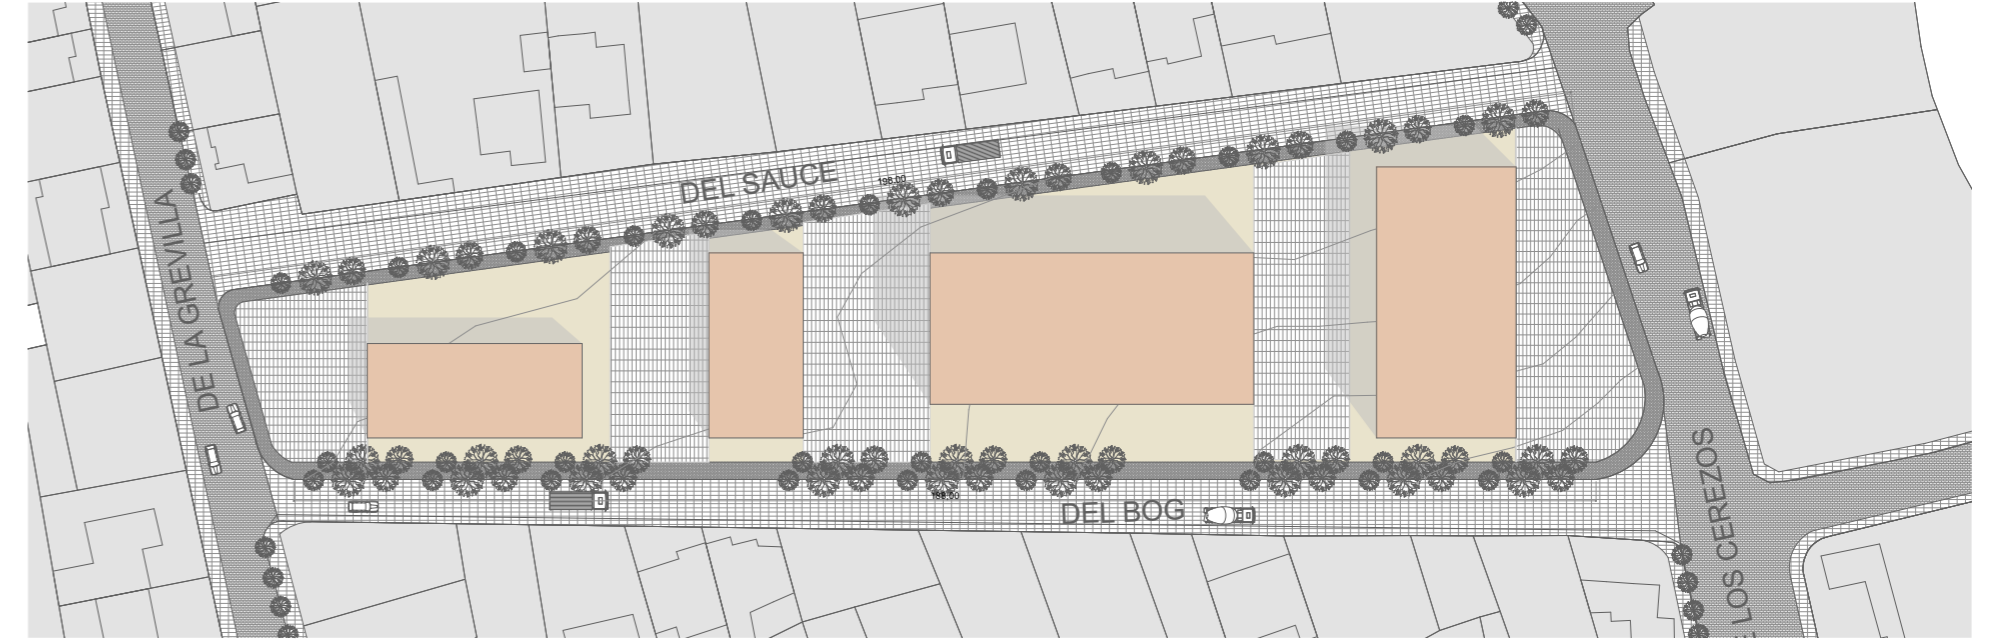 DEL SAUCE
198.00
DE LA GREVILLA
198.00
DEL BOG
E LOS CEREZOS